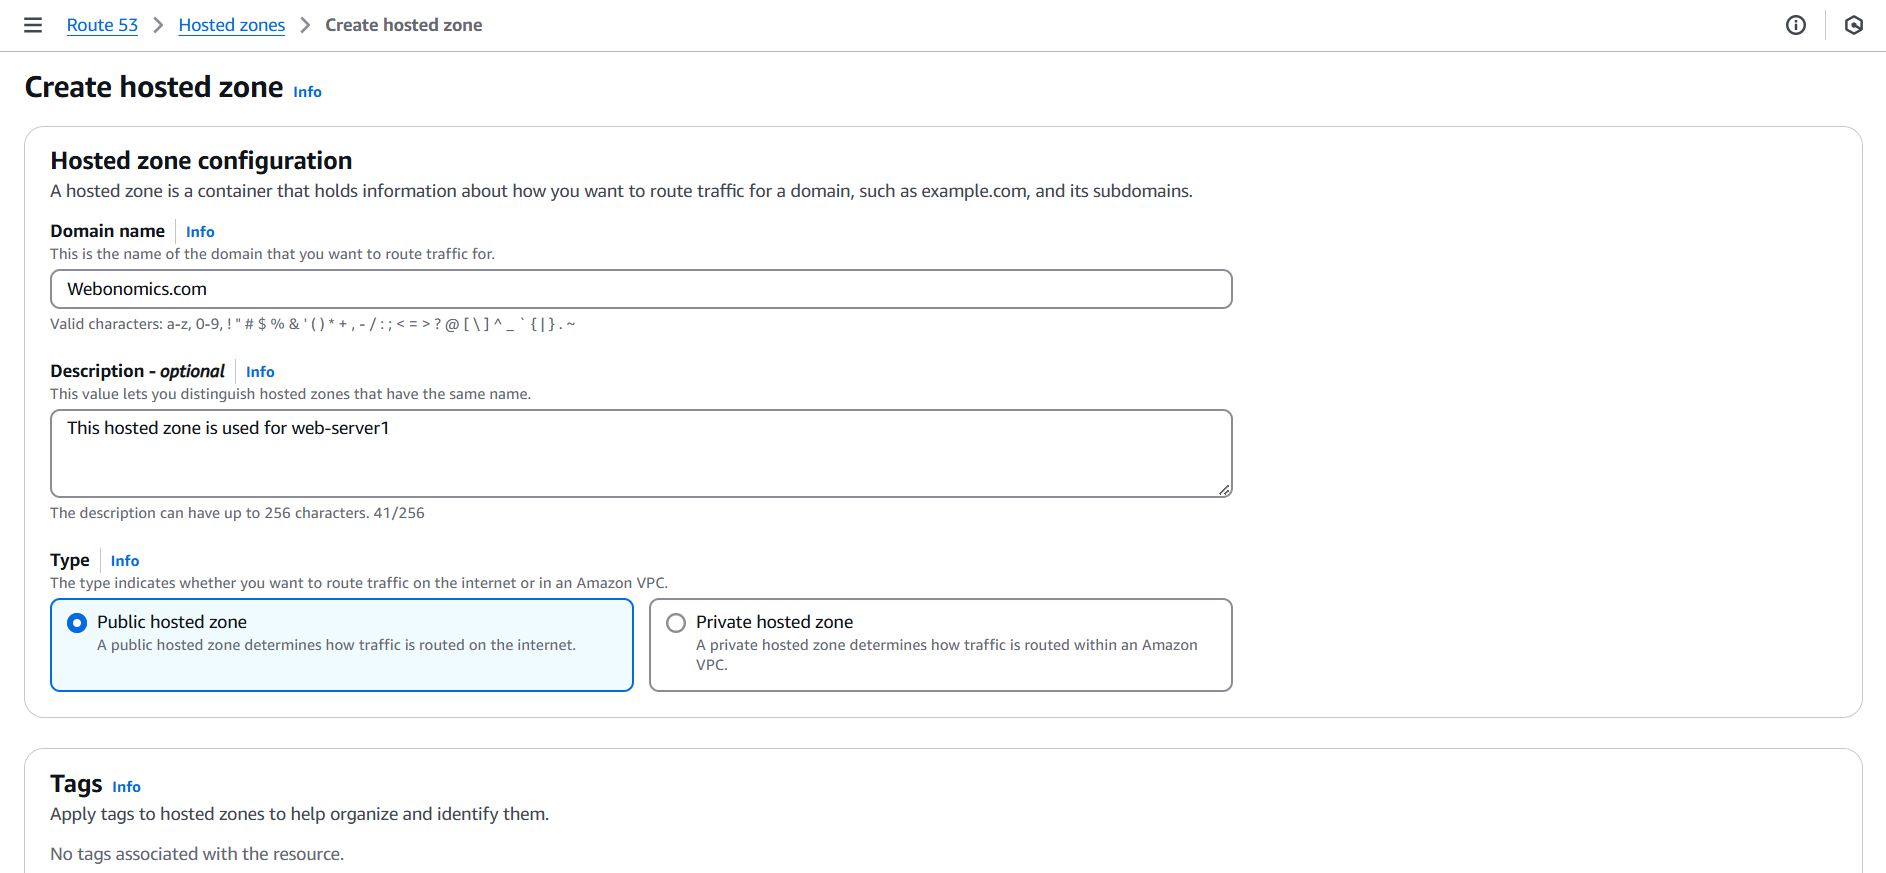 Route 53 > Hosted zones > Create hosted zone
Create hosted zone Info
Hosted zone configuration
A hosted zone is a container that holds information about how you want to route traffic for a domain, such as example.com, and its subdomains.
Domain name Info
This is the name of the domain that you want to route traffic for.
Webonomics.com
Valid characters: a-z, 0-9, ! " # $ % & ' ( ) * + , - / : ; < = > ? @ [ \ ] ^ _ ` { | } . ~
Description - optional Info
This value lets you distinguish hosted zones that have the same name.
This hosted zone is used for web-server1
The description can have up to 256 characters. 41/256
Type Info
The type indicates whether you want to route traffic on the internet or in an Amazon VPC.
Public hosted zone
A public hosted zone determines how traffic is routed on the internet.
Private hosted zone
A private hosted zone determines how traffic is routed within an Amazon
VPC.
Tags Info
Apply tags to hosted zones to help organize and identify them.
No tags associated with the resource.